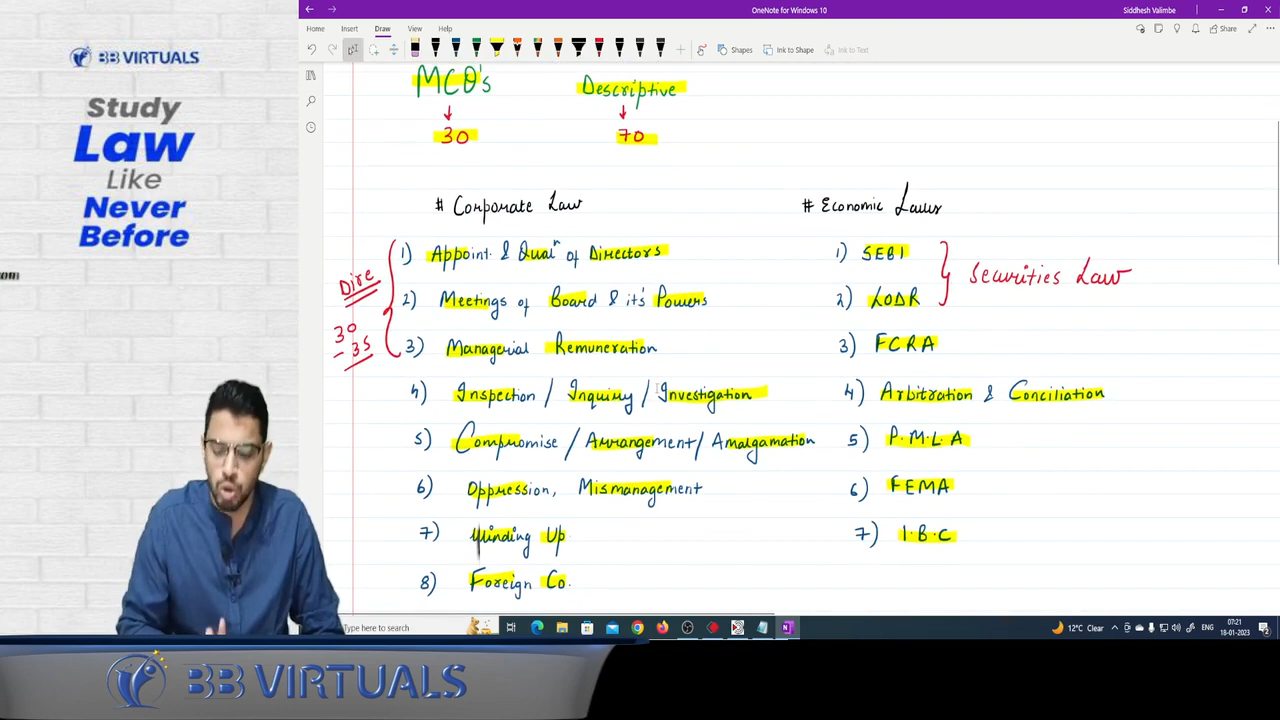 BB VIRTUALS
Study
Law
Like
Never
Before
om
OneNote for Windows 10
Siddhesh Valimbe
Home Insert Draw View Help
Share
Shapes Ink to Shape Ink to Text
MCQ's Descriptive
30 70
# Corporate Law
1) Appoint. & Qualⁿ of Directors
2) Meetings of Board & it's Powers
3) Managerial Remuneration
Dire
30
- 35
4) Inspection / Inquiry / Investigation
5) Compromise / Arrangement / Amalgamation
6) Oppression, Mismanagement
7) Winding Up
8) Foreign Co.
# Economic Laws
1) SEBI
2) LODR
Securities Law
3) FCRA
4) Arbitration & Conciliation
5) P.M.L.A
6) FEMA
7) I.B.C
Type here to search
12°C Clear
ENG
07:21
18-01-2023
2
BB VIRTUALS